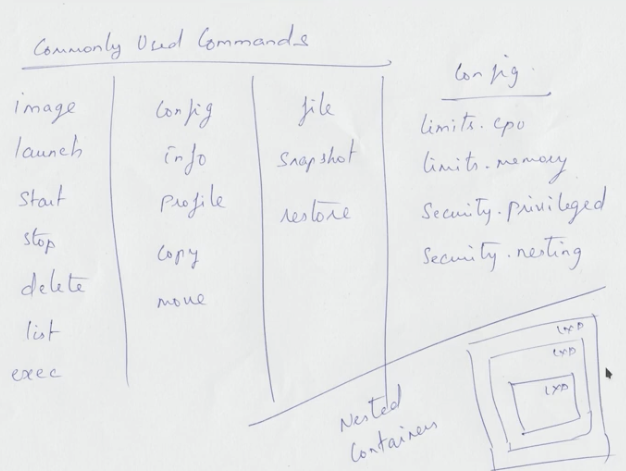 Commonly Used Commands
image
launch
start
stop
delete
list
exec
config
info
profile
copy
move
file
snapshot
restore
Config.
limits.cpu
limits.memory
Security.privileged
Security.nesting
Nested
Containers
LXD
LXD
LXD